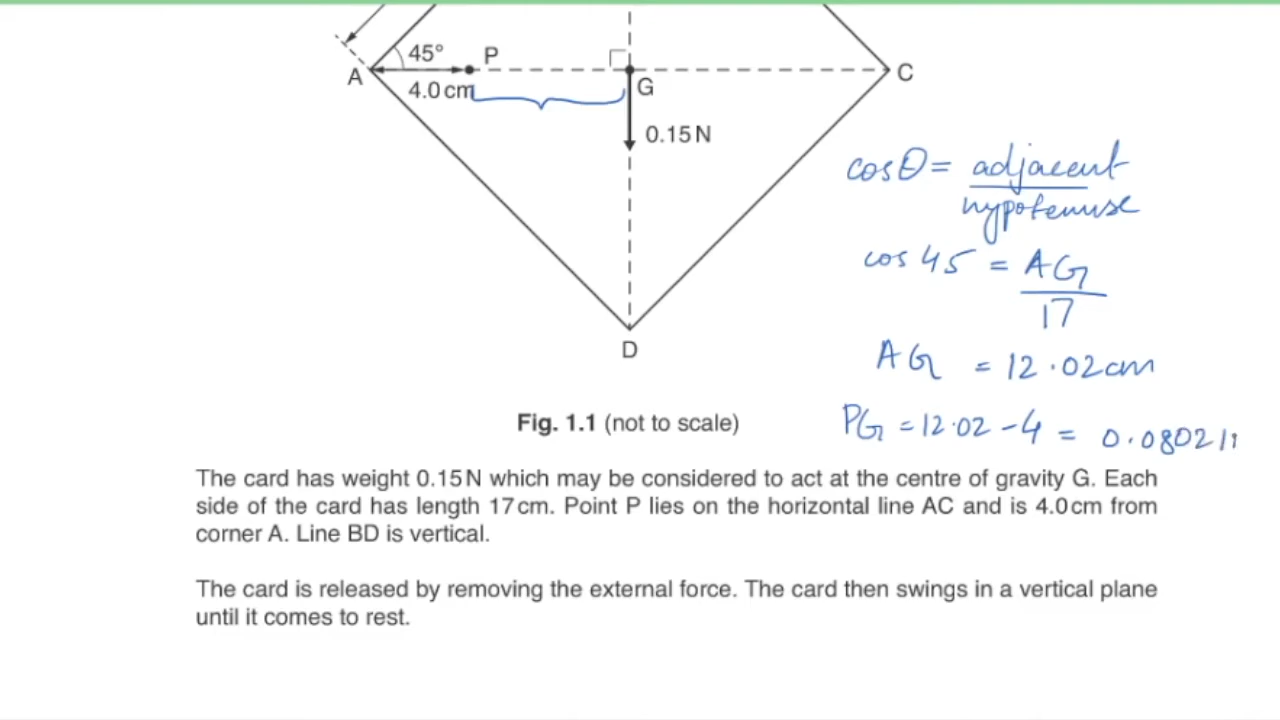 45°
P
A
4.0 cm
G
C
0.15 N
cosθ = adjacent
hypotenuse
cos 45 = AG
17
AG = 12.02cm
PG = 12.02 - 4 = 0.0802
D
Fig. 1.1 (not to scale)
The card has weight 0.15 N which may be considered to act at the centre of gravity G. Each
side of the card has length 17 cm. Point P lies on the horizontal line AC and is 4.0 cm from
corner A. Line BD is vertical.
The card is released by removing the external force. The card then swings in a vertical plane
until it comes to rest.